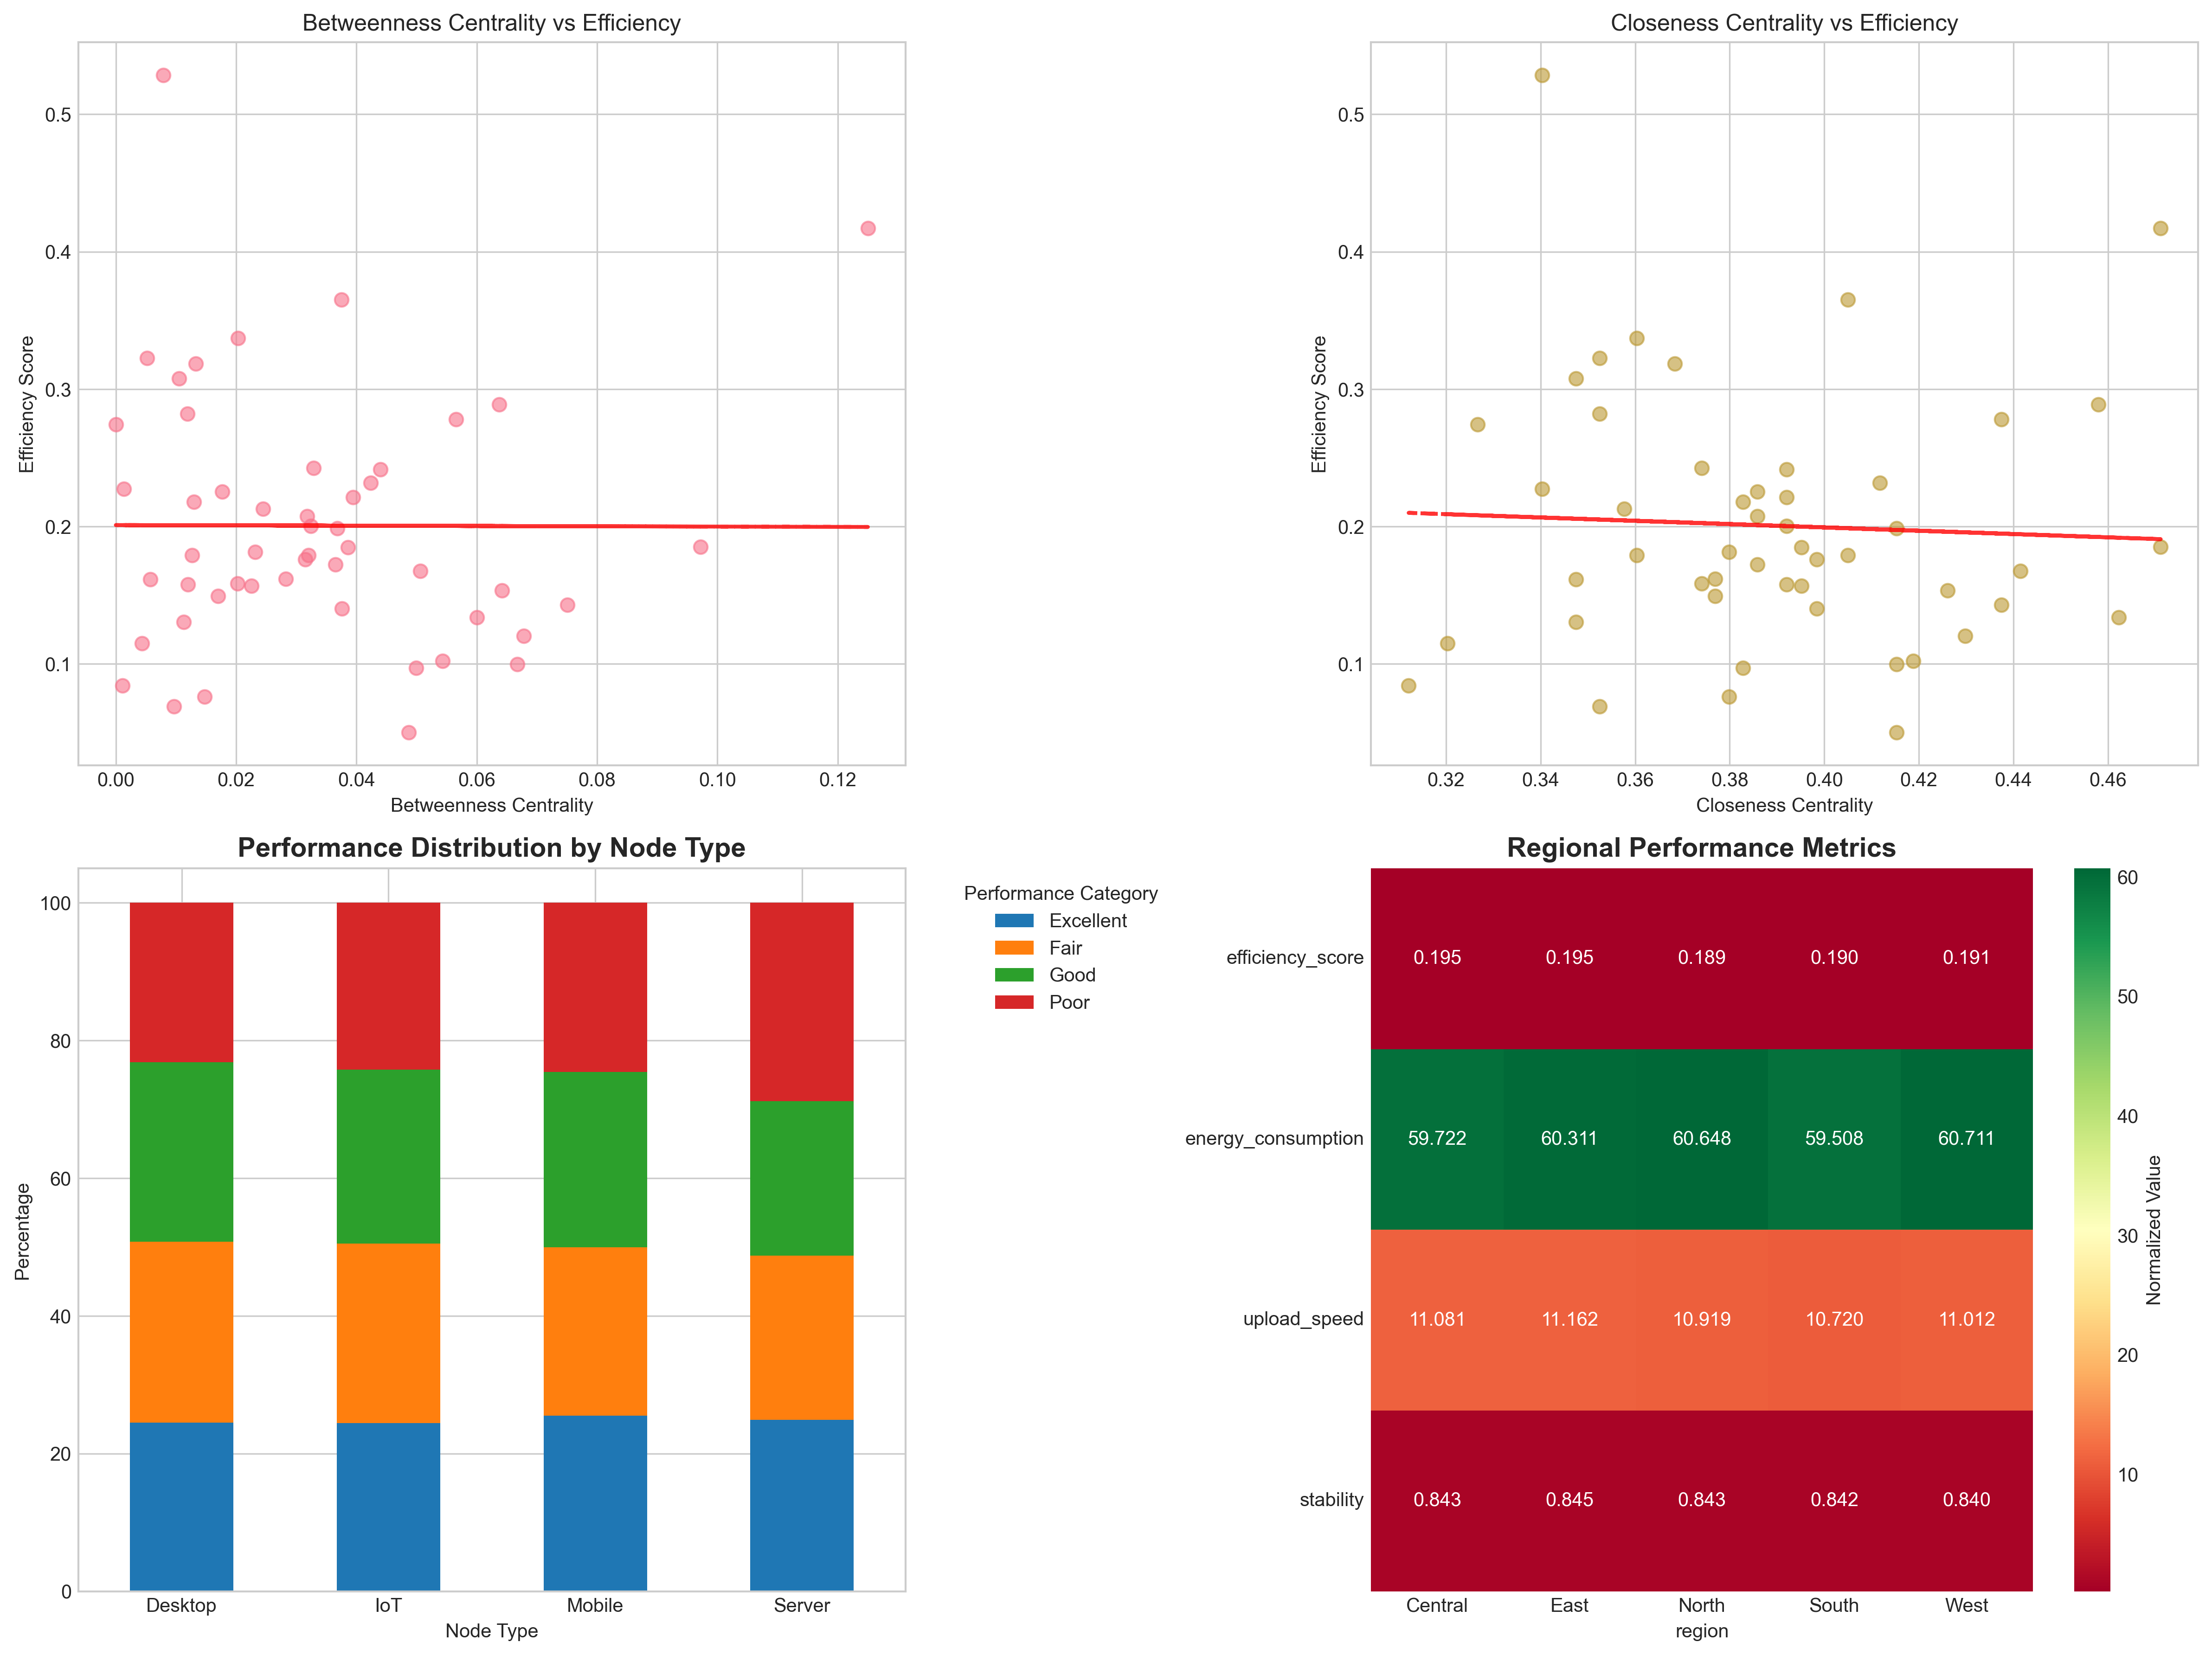 Betweenness Centrality vs Efficiency
Efficiency Score
0.5
0.4
0.3
0.2
0.1
0.00 0.02 0.04 0.06 0.08 0.10 0.12
Betweenness Centrality
Closeness Centrality vs Efficiency
Efficiency Score
0.5
0.4
0.3
0.2
0.1
0.32 0.34 0.36 0.38 0.40 0.42 0.44 0.46
Closeness Centrality
Performance Distribution by Node Type
Percentage
100
80
60
40
20
0
Desktop IoT Mobile Server
Node Type
Performance Category
Excellent
Fair
Good
Poor
Regional Performance Metrics
efficiency_score 0.195 0.195 0.189 0.190 0.191
energy_consumption 59.722 60.311 60.648 59.508 60.711
upload_speed 11.081 11.162 10.919 10.720 11.012
stability 0.843 0.845 0.843 0.842 0.840
Central East North South West
region
60
50
40
30
20
10
Normalized Value